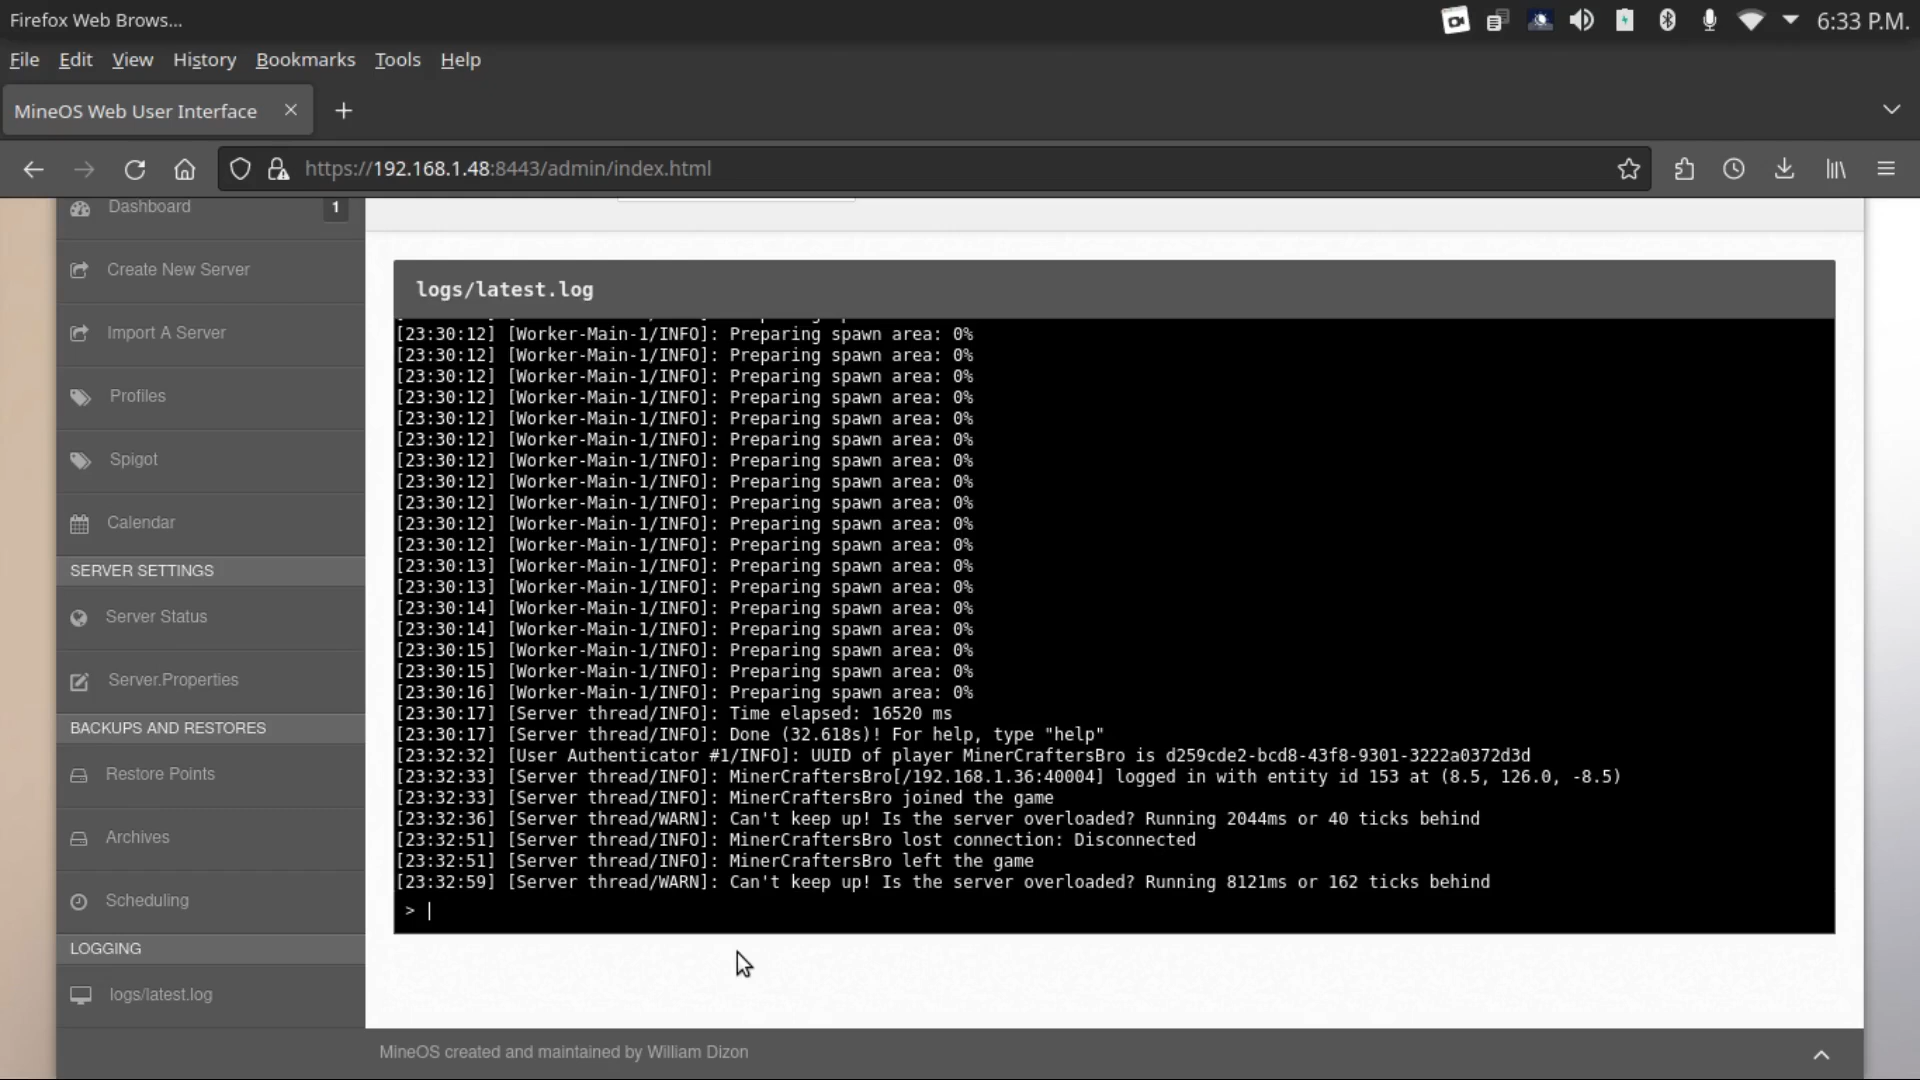 Firefox Web Brows...
6:33 P.M.
File Edit View History Bookmarks Tools Help
MineOS Web User Interface
https://192.168.1.48:8443/admin/index.html
Dashboard 1
Create New Server
Import A Server
Profiles
Spigot
Calendar
SERVER SETTINGS
Server Status
Server.Properties
BACKUPS AND RESTORES
Restore Points
Archives
Scheduling
LOGGING
logs/latest.log
logs/latest.log
[23:30:12] [Worker-Main-1/INFO]: Preparing spawn area: 0%
[23:30:12] [Worker-Main-1/INFO]: Preparing spawn area: 0%
[23:30:12] [Worker-Main-1/INFO]: Preparing spawn area: 0%
[23:30:12] [Worker-Main-1/INFO]: Preparing spawn area: 0%
[23:30:12] [Worker-Main-1/INFO]: Preparing spawn area: 0%
[23:30:12] [Worker-Main-1/INFO]: Preparing spawn area: 0%
[23:30:12] [Worker-Main-1/INFO]: Preparing spawn area: 0%
[23:30:12] [Worker-Main-1/INFO]: Preparing spawn area: 0%
[23:30:12] [Worker-Main-1/INFO]: Preparing spawn area: 0%
[23:30:12] [Worker-Main-1/INFO]: Preparing spawn area: 0%
[23:30:12] [Worker-Main-1/INFO]: Preparing spawn area: 0%
[23:30:13] [Worker-Main-1/INFO]: Preparing spawn area: 0%
[23:30:13] [Worker-Main-1/INFO]: Preparing spawn area: 0%
[23:30:14] [Worker-Main-1/INFO]: Preparing spawn area: 0%
[23:30:14] [Worker-Main-1/INFO]: Preparing spawn area: 0%
[23:30:15] [Worker-Main-1/INFO]: Preparing spawn area: 0%
[23:30:15] [Worker-Main-1/INFO]: Preparing spawn area: 0%
[23:30:16] [Worker-Main-1/INFO]: Preparing spawn area: 0%
[23:30:17] [Server thread/INFO]: Time elapsed: 16520 ms
[23:30:17] [Server thread/INFO]: Done (32.618s)! For help, type "help"
[23:32:32] [User Authenticator #1/INFO]: UUID of player MinerCraftersBro is d259cde2-bcd8-43f8-9301-3222a0372d3d
[23:32:33] [Server thread/INFO]: MinerCraftersBro[/192.168.1.36:40004] logged in with entity id 153 at (8.5, 126.0, -8.5)
[23:32:33] [Server thread/INFO]: MinerCraftersBro joined the game
[23:32:36] [Server thread/WARN]: Can't keep up! Is the server overloaded? Running 2044ms or 40 ticks behind
[23:32:51] [Server thread/INFO]: MinerCraftersBro lost connection: Disconnected
[23:32:51] [Server thread/INFO]: MinerCraftersBro left the game
[23:32:59] [Server thread/WARN]: Can't keep up! Is the server overloaded? Running 8121ms or 162 ticks behind
>
MineOS created and maintained by William Dizon